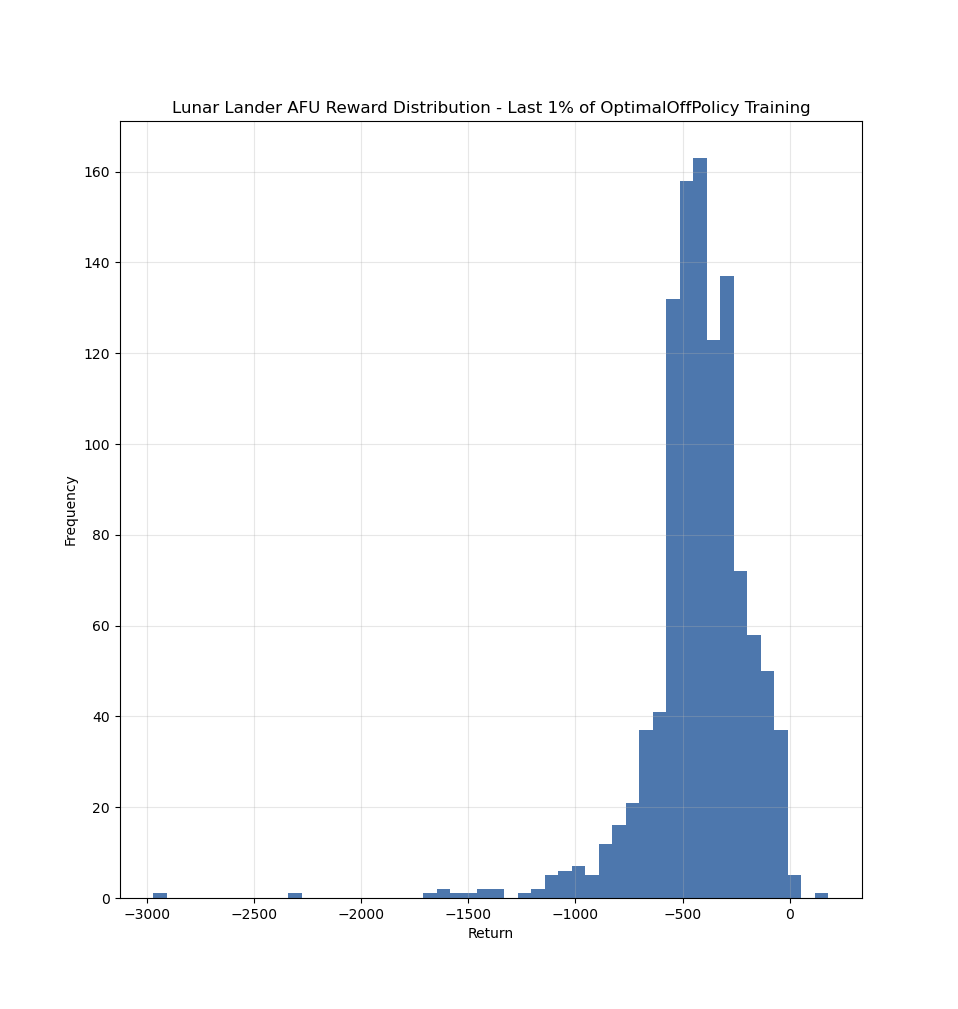 Lunar Lander AFU Reward Distribution - Last 1% of OptimalOffPolicy Training
160
140
120
100
80
60
40
20
0
Frequency
−3000 −2500 −2000 −1500 −1000 −500 0
Return